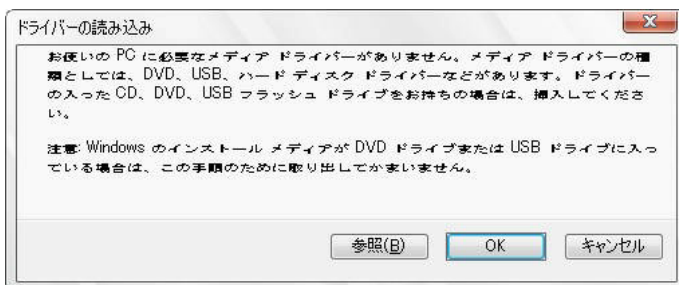 ドライバーの読み込み
お使いの PC に必要なメディア ドライバーがありません。メディア ドライバーの種
類としては、DVD、USB、ハード ディスク ドライバーなどがあります。ドライバー
の入った CD、DVD、USB フラッシュ ドライブをお持ちの場合は、挿入してくださ
い。
注意: Windows のインストール メディアが DVD ドライブまたは USB ドライブに入っ
ている場合は、この手順のために取り出してかまいません。
参照(B)
OK
キャンセル